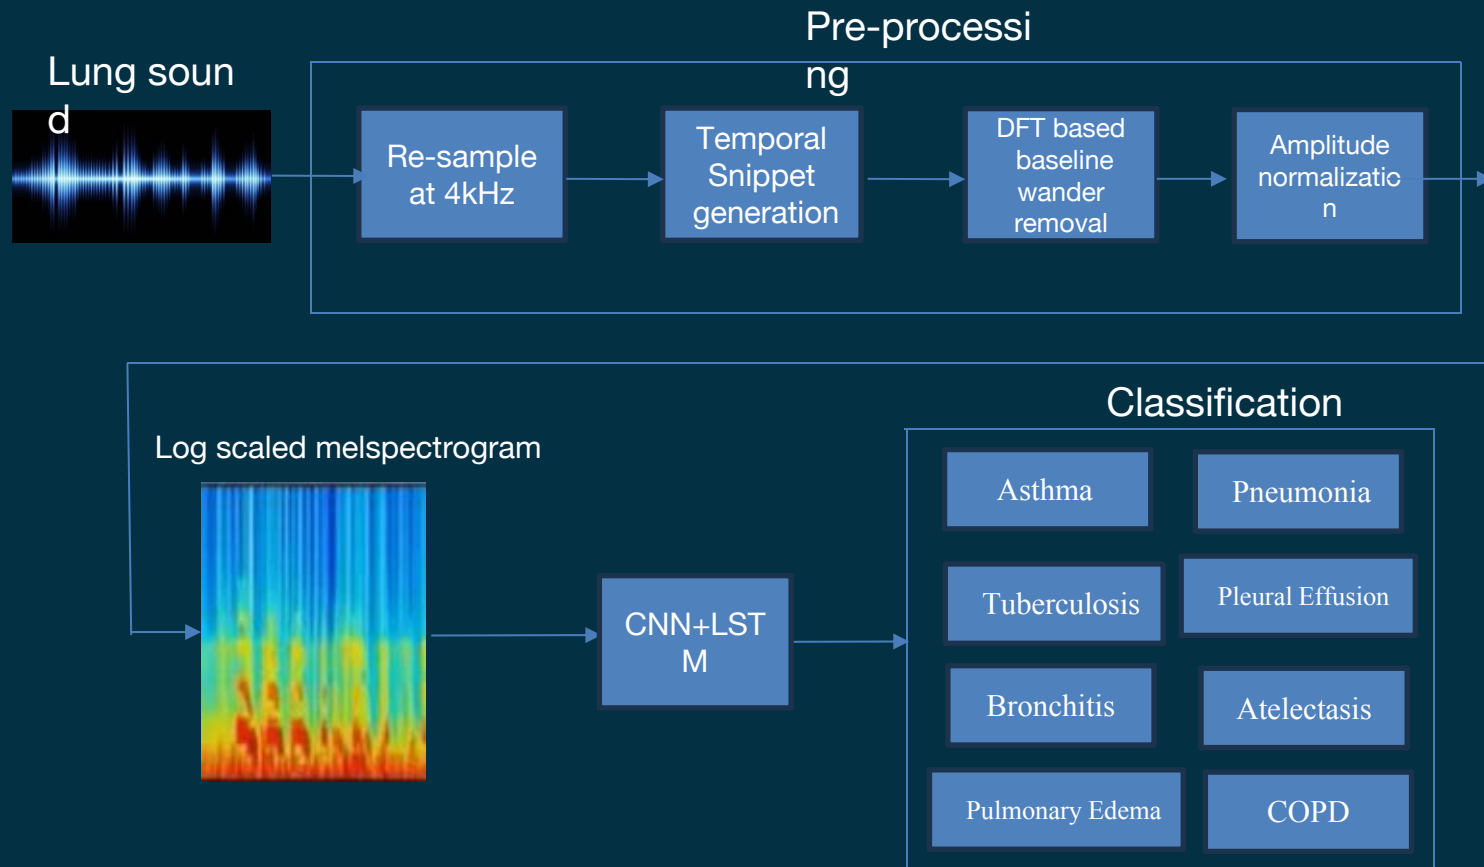 Pre-processi
ng
Lung soun
d
Re-sample
at 4kHz
Temporal
Snippet
generation
DFT based
baseline
wander
removal
Amplitude
normalizatio
n
Log scaled melspectrogram
CNN+LST
M
Classification
Asthma
Pneumonia
Tuberculosis
Pleural Effusion
Bronchitis
Atelectasis
Pulmonary Edema
COPD